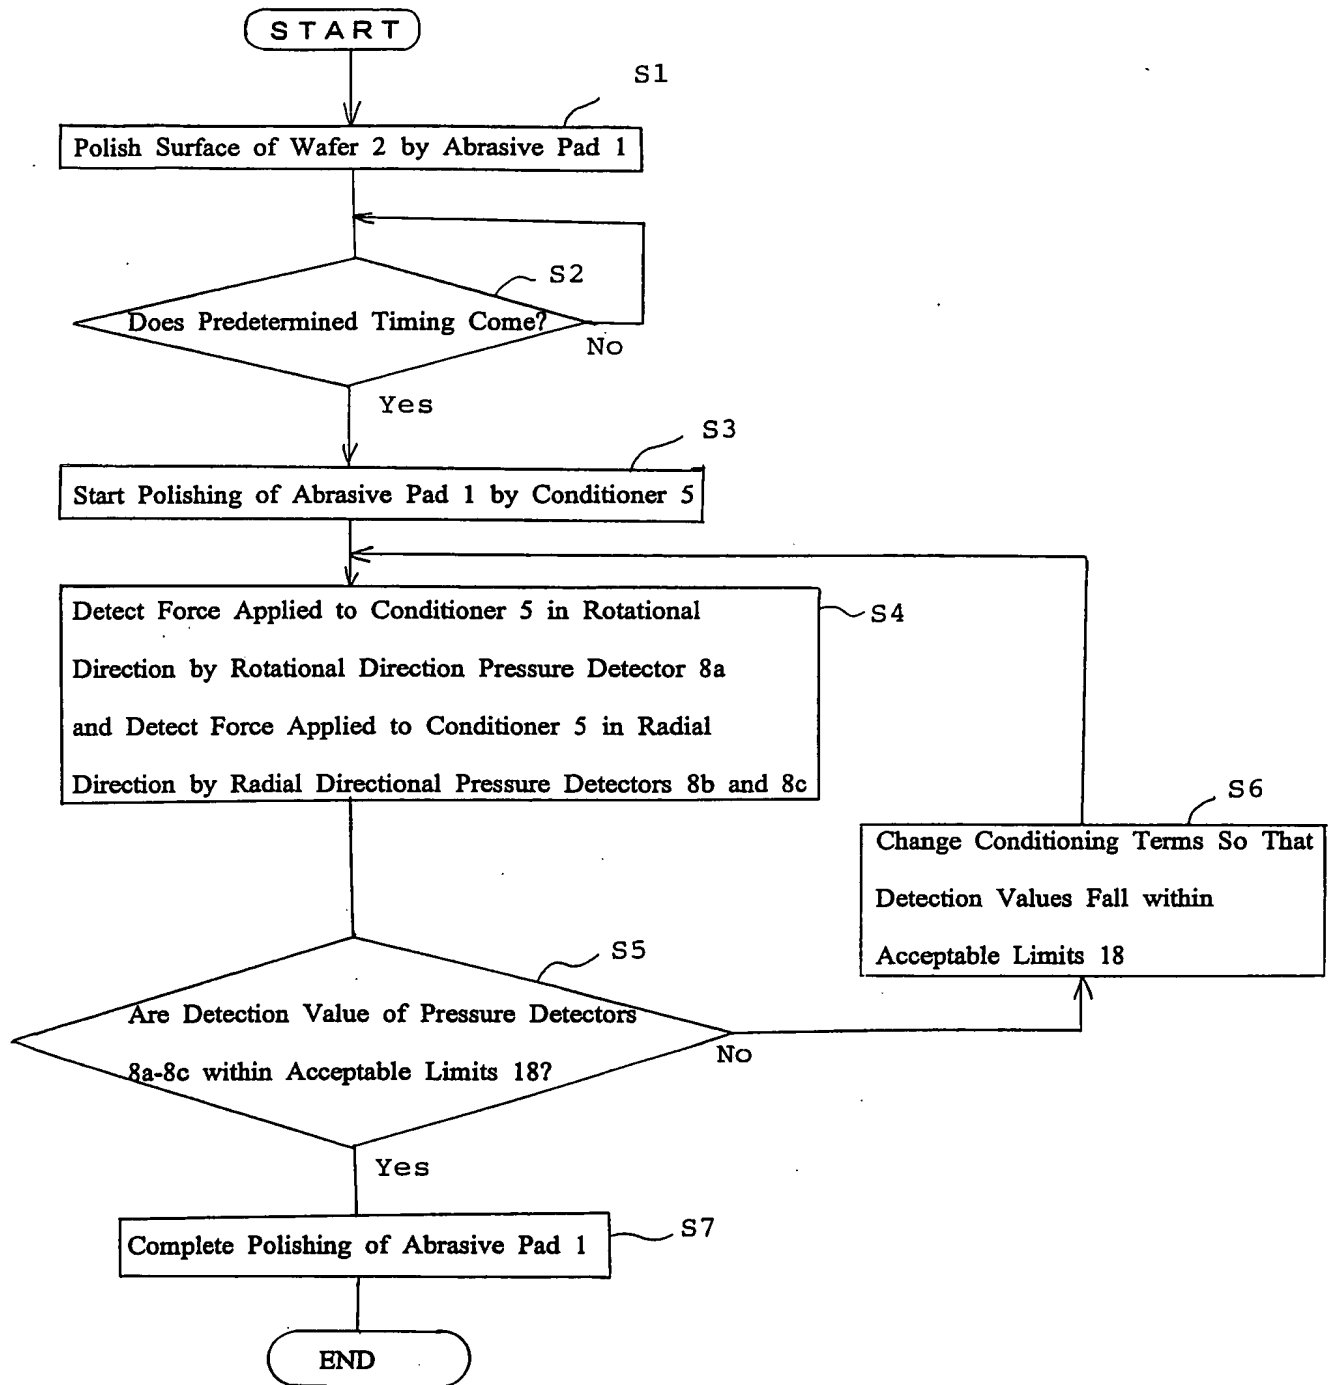 START
S1
Polish Surface of Wafer 2 by Abrasive Pad 1
S2
Does Predetermined Timing Come?
No
Yes
S3
Start Polishing of Abrasive Pad 1 by Conditioner 5
Detect Force Applied to Conditioner 5 in Rotational
Direction by Rotational Direction Pressure Detector 8a
and Detect Force Applied to Conditioner 5 in Radial
Direction by Radial Directional Pressure Detectors 8b and 8c
S4
S6
Change Conditioning Terms So That
Detection Values Fall within
Acceptable Limits 18
S5
Are Detection Value of Pressure Detectors
8a-8c within Acceptable Limits 18?
No
Yes
S7
Complete Polishing of Abrasive Pad 1
END